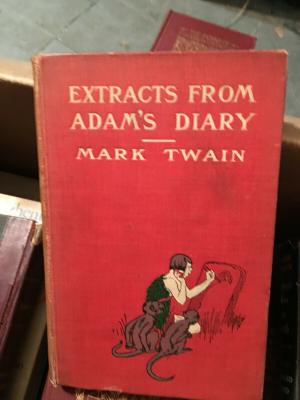 EXTRACTS FROM
ADAM'S DIARY
MARK TWAIN